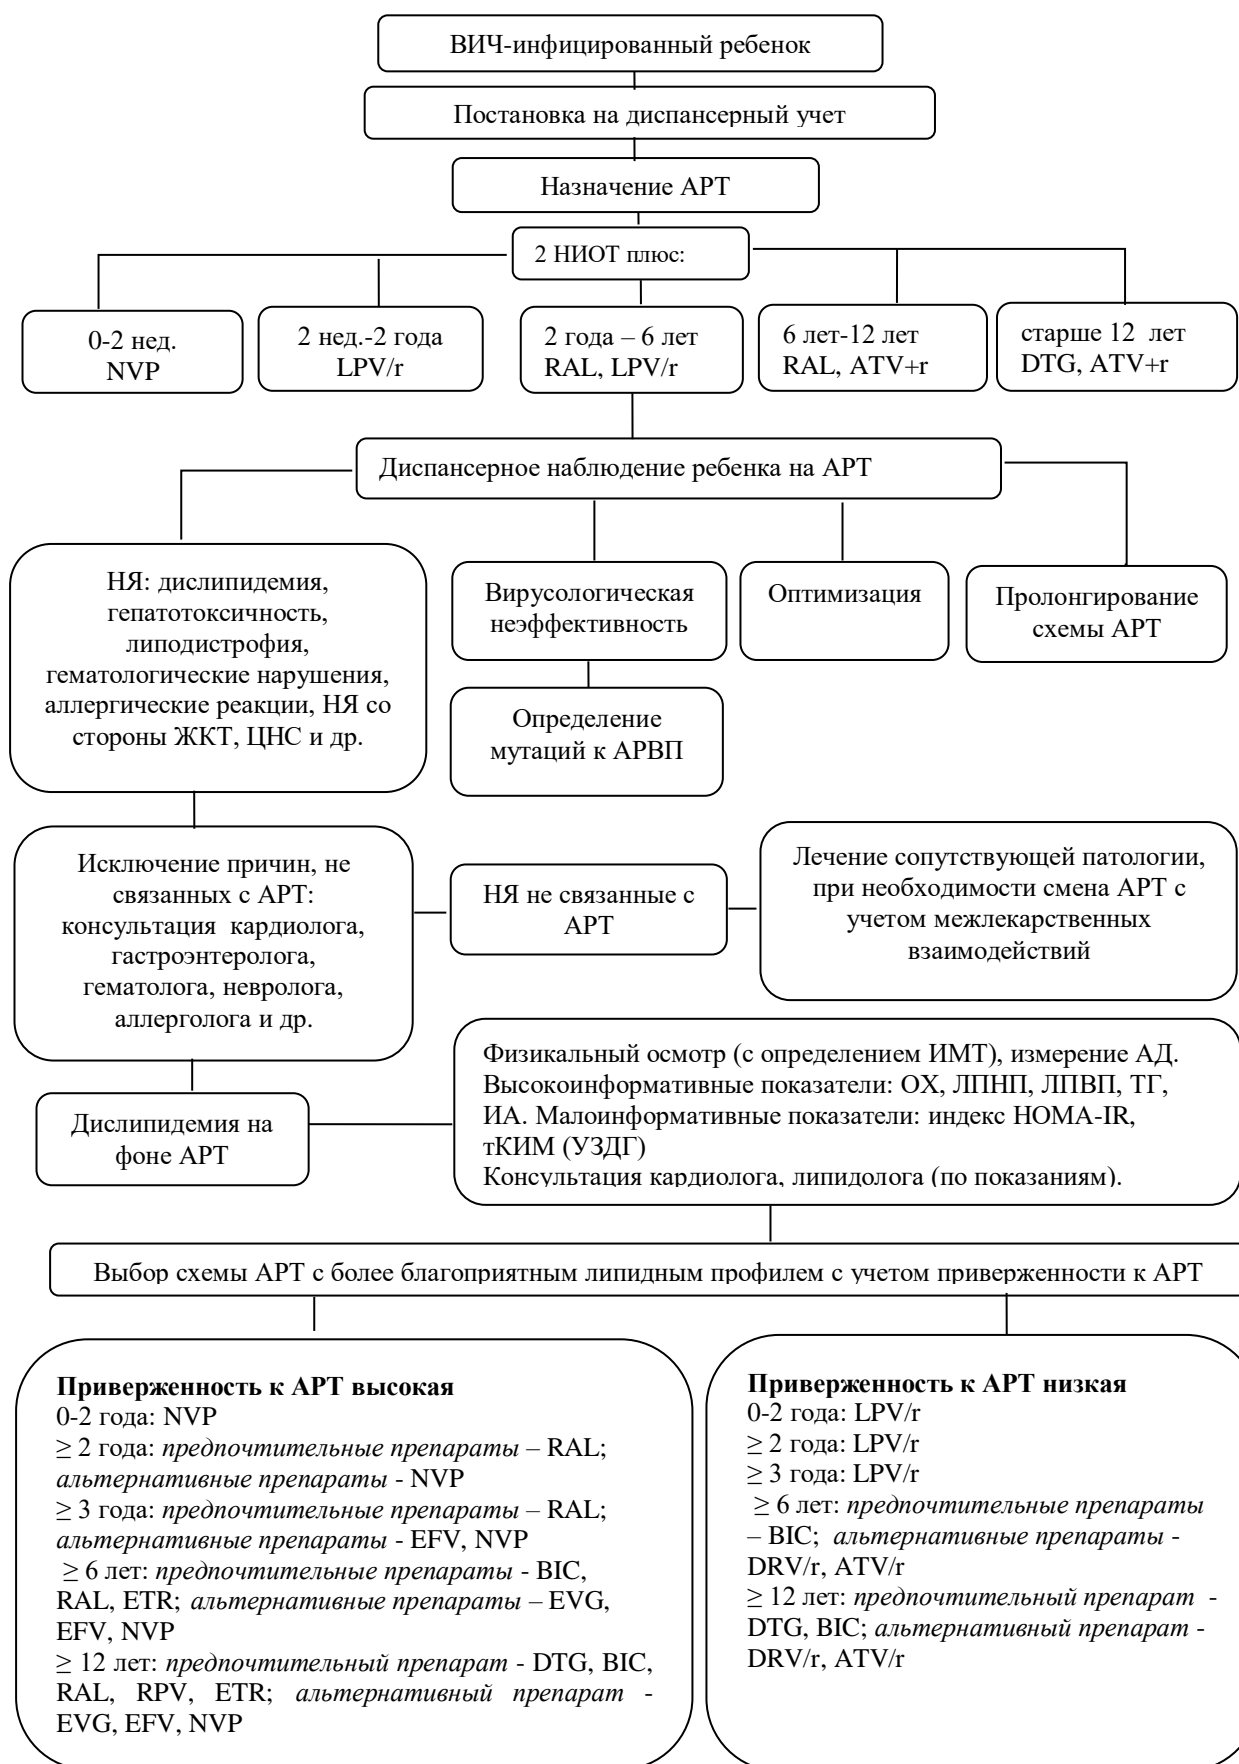 ВИЧ-инфицированный ребенок
Постановка на диспансерный учет
Назначение АРТ
2 НИОТ плюс:
0-2 нед.
NVP
2 нед.-2 года
LPV/r
2 года – 6 лет
RAL, LPV/r
6 лет-12 лет
RAL, ATV+r
старше 12 лет
DTG, ATV+r
Диспансерное наблюдение ребенка на АРТ
НЯ: дислипидемия,
гепатотоксичность,
липодистрофия,
гематологические нарушения,
аллергические реакции, НЯ со
стороны ЖКТ, ЦНС и др.
Вирусологическая
неэффективность
Оптимизация
Пролонгирование
схемы АРТ
Определение
мутаций к АРВП
Исключение причин, не
связанных с АРТ:
консультация кардиолога,
гастроэнтеролога,
гематолога, невролога,
аллерголога и др.
НЯ не связанные с
АРТ
Лечение сопутствующей патологии,
при необходимости смена АРТ с
учетом межлекарственных
взаимодействий
Дислипидемия на
фоне АРТ
Физикальный осмотр (с определением ИМТ), измерение АД.
Высокоинформативные показатели: ОХ, ЛПНП, ЛПВП, ТГ,
ИА. Малоинформативные показатели: индекс HOMA-IR,
тКИМ (УЗДГ)
Консультация кардиолога, липидолога (по показаниям).
Выбор схемы АРТ с более благоприятным липидным профилем с учетом приверженности к АРТ
Приверженность к АРТ высокая
0-2 года: NVP
≥ 2 года: предпочтительные препараты – RAL;
альтернативные препараты - NVP
≥ 3 года: предпочтительные препараты – RAL;
альтернативные препараты - EFV, NVP
≥ 6 лет: предпочтительные препараты - BIC,
RAL, ETR; альтернативные препараты – EVG,
EFV, NVP
≥ 12 лет: предпочтительный препарат - DTG, BIC,
RAL, RPV, ETR; альтернативный препарат -
EVG, EFV, NVP
Приверженность к АРТ низкая
0-2 года: LPV/r
≥ 2 года: LPV/r
≥ 3 года: LPV/r
≥ 6 лет: предпочтительные препараты
– BIC; альтернативные препараты -
DRV/r, ATV/r
≥ 12 лет: предпочтительный препарат -
DTG, BIC; альтернативный препарат -
DRV/r, ATV/r